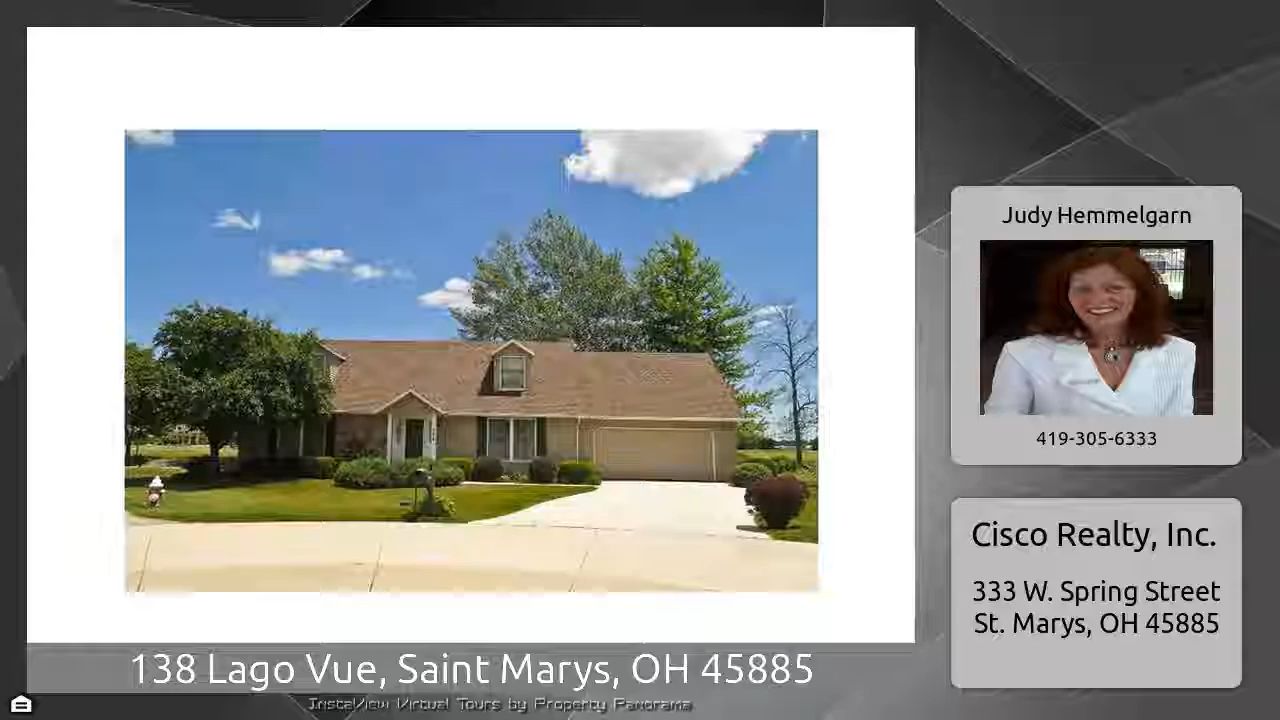 Judy Hemmelgarn
419-305-6333
Cisco Realty, Inc.
333 W. Spring Street
St. Marys, OH 45885
138 Lago Vue, Saint Marys, OH 45885
InstaView Virtual Tours by Property Panorama